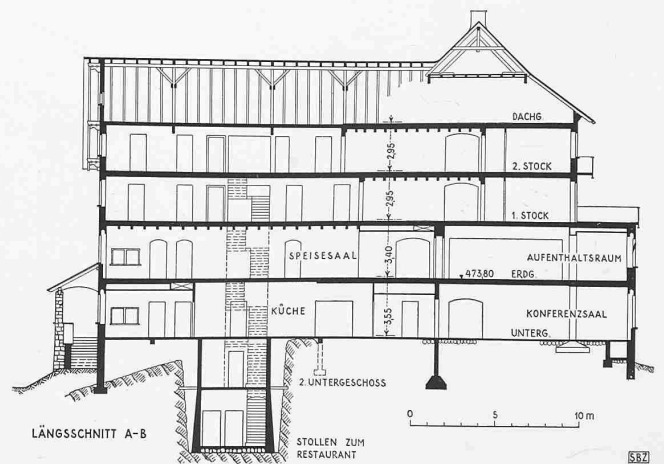 DACHG.
2,95
2. STOCK
2,95
1. STOCK
SPEISESAAL
3,40
AUFENTHALTSRAUM
473,80 ERDG.
KÜCHE
3,55
KONFERENZSAAL
UNTERG.
2. UNTERGESCHOSS
0 5 10 m
LÄNGSSCHNITT A-B
STOLLEN ZUM
RESTAURANT
SBZ